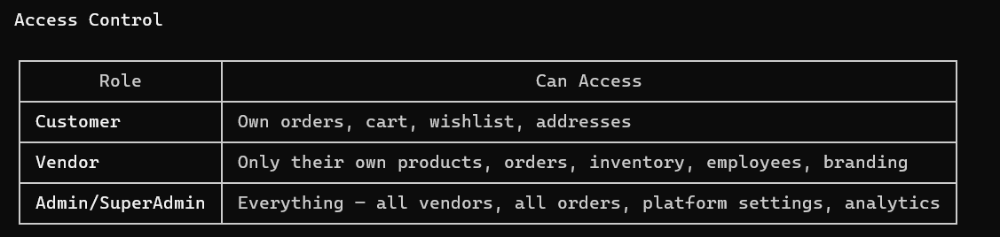 Access Control
Role Can Access
Customer Own orders, cart, wishlist, addresses
Vendor Only their own products, orders, inventory, employees, branding
Admin/SuperAdmin Everything — all vendors, all orders, platform settings, analytics